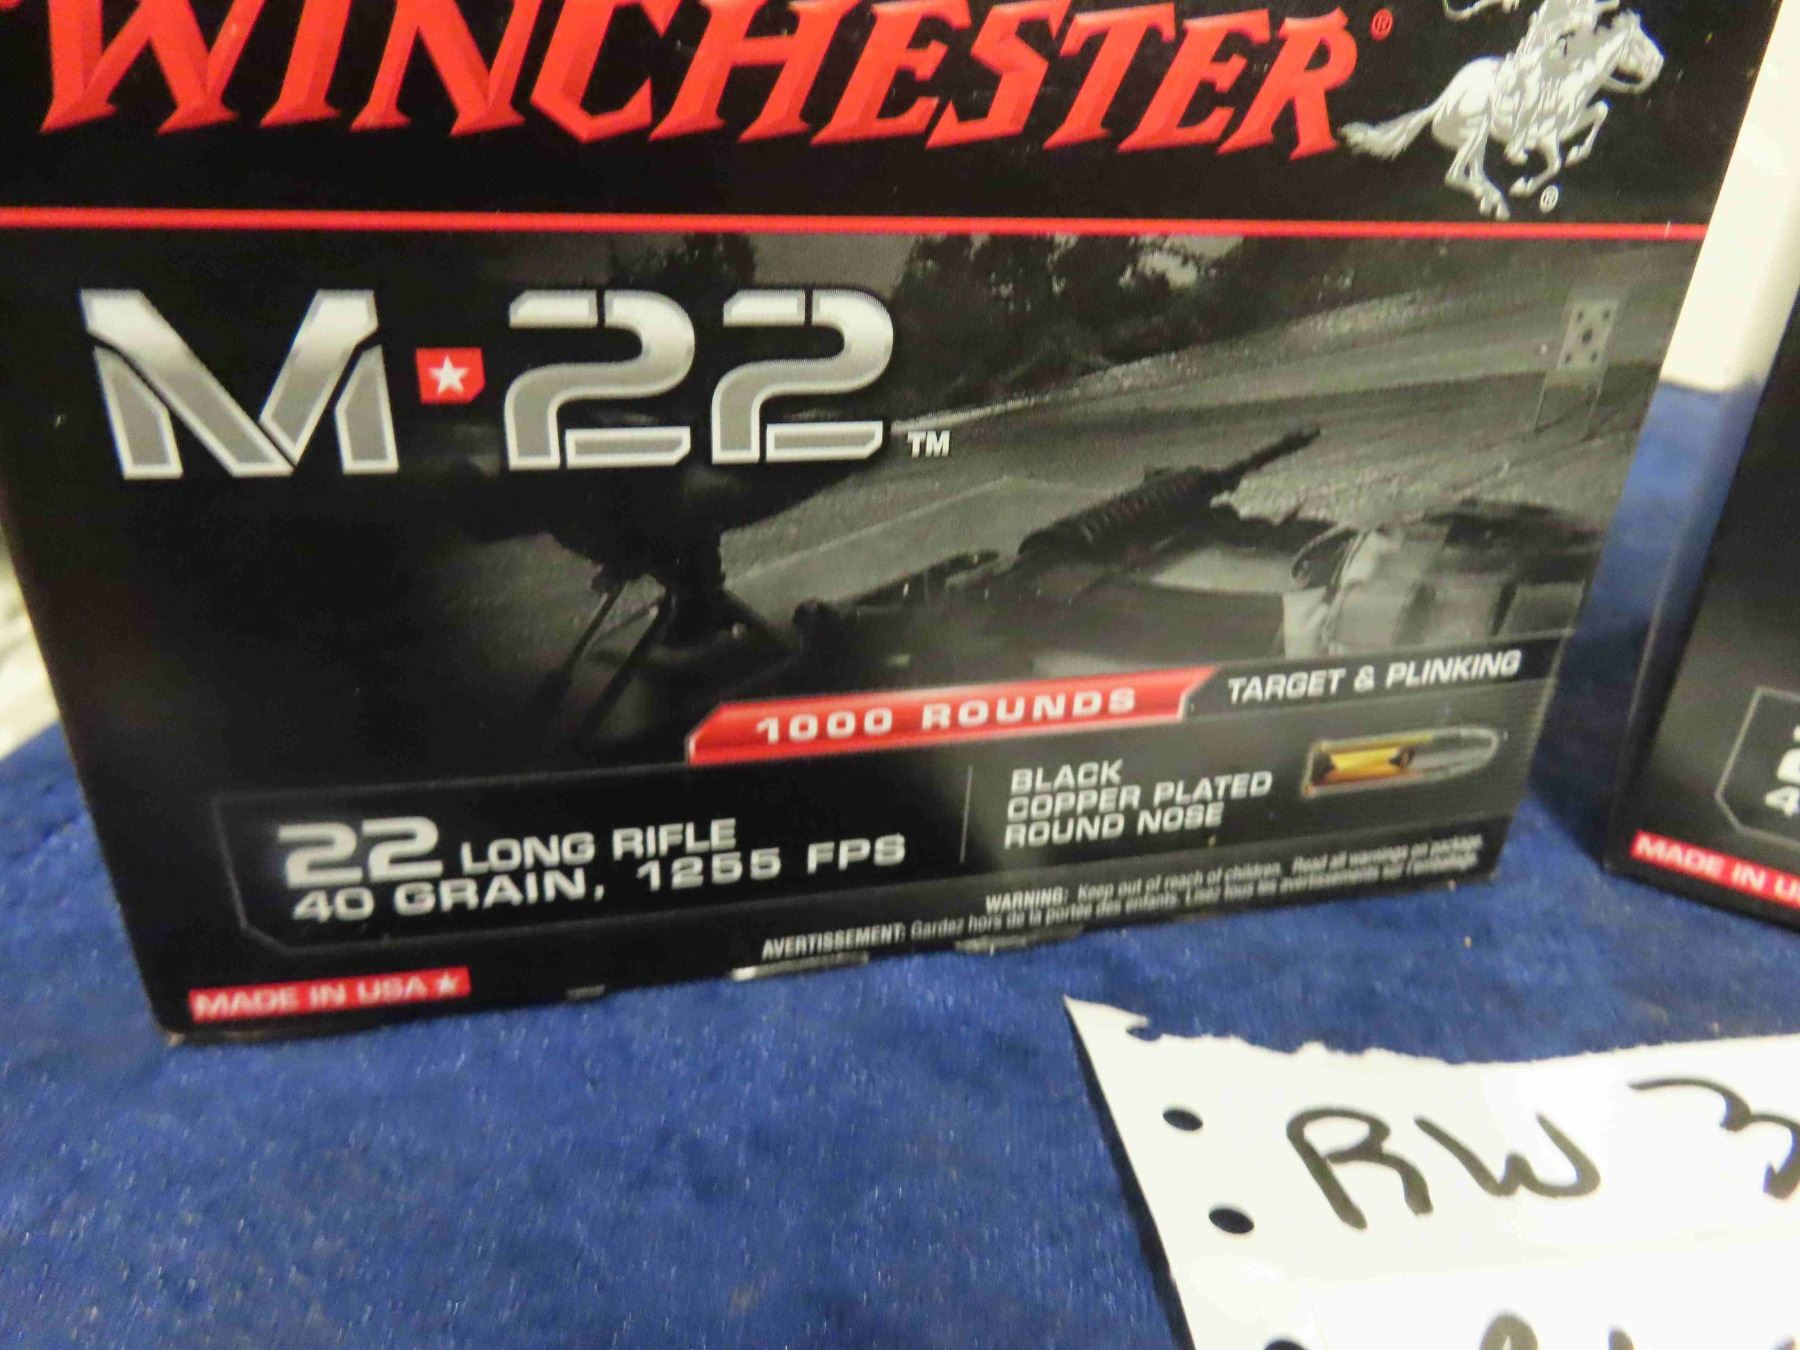 WINCHESTER®
®
M★22™
1000 ROUNDS
TARGET & PLINKING
22 LONG RIFLE
40 GRAIN, 1255 FPS
BLACK
COPPER PLATED
ROUND NOSE
WARNING: Keep out of reach of children. Read all warnings on package.
AVERTISSEMENT: Gardez hors de la portée des enfants. Lisez tous les avertissements sur l'emballage.
MADE IN USA ★
MADE IN
RW 3